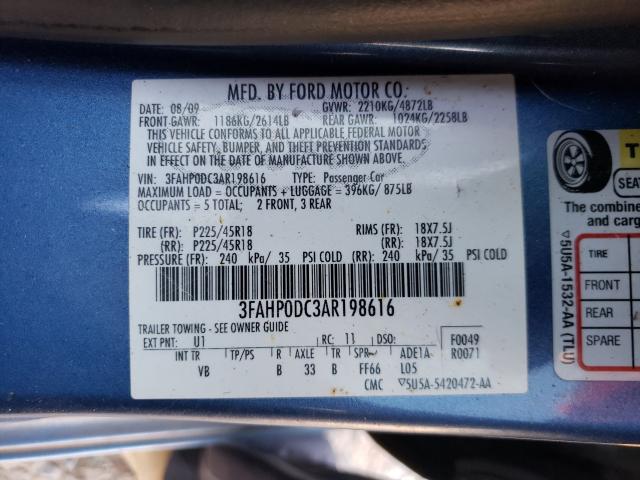 MFD. BY FORD MOTOR CO.
DATE: 08/09 GVWR: 2210KG/4872LB
FRONT GAWR: 1186KG/2614LB REAR GAWR: 1024KG/2258LB
THIS VEHICLE CONFORMS TO ALL APPLICABLE FEDERAL MOTOR
VEHICLE SAFETY, BUMPER, AND THEFT PREVENTION STANDARDS
IN EFFECT ON THE DATE OF MANUFACTURE SHOWN ABOVE.
VIN: 3FAHP0DC3AR198616 TYPE: Passenger Car
MAXIMUM LOAD = OCCUPANTS + LUGGAGE = 396KG/ 875LB
OCCUPANTS = 5 TOTAL; 2 FRONT, 3 REAR
TIRE (FR): P225/45R18 RIMS (FR): 18X7.5J
(RR): P225/45R18 (RR): 18X7.5J
PRESSURE (FR): 240 kPa/ 35 PSI COLD (RR): 240 kPa/ 35 PSI COLD
3FAHP0DC3AR198616
TRAILER TOWING - SEE OWNER GUIDE
EXT PNT: U1 RC: 11 DSO: F0049
INT TR TP/PS R AXLE TR SPR ADE1A R0071
VB B 33 B FF66 L05
CMC 5U5A-5420472-AA
T
SEAT
The combine
and carg
TIRE
FRONT
REAR
SPARE
5U5A-1532-AA (TLU)